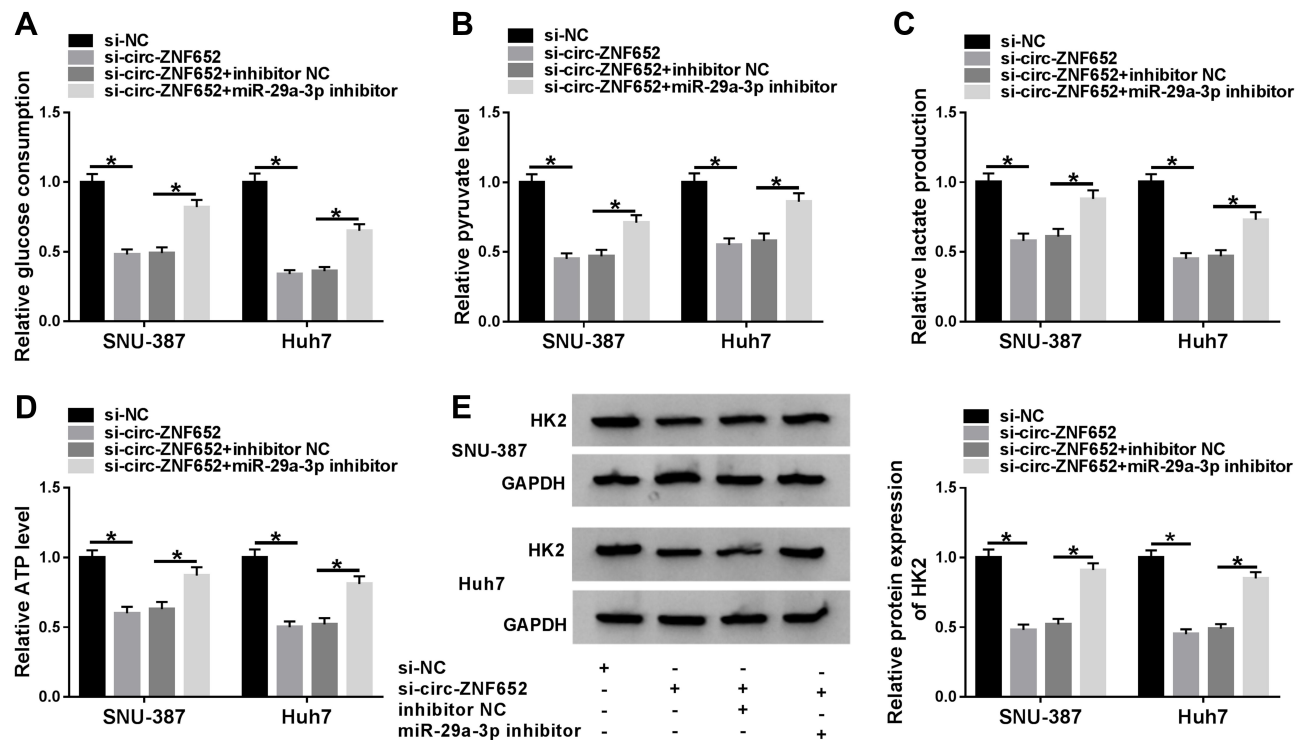 A
si-NC
si-circ-ZNF652
si-circ-ZNF652+inhibitor NC
si-circ-ZNF652+miR-29a-3p inhibitor
Relative glucose consumption
1.5
1.0
0.5
0.0
* * * *
SNU-387 Huh7
B
si-NC
si-circ-ZNF652
si-circ-ZNF652+inhibitor NC
si-circ-ZNF652+miR-29a-3p inhibitor
Relative pyruvate level
1.5
1.0
0.5
0.0
* * * *
SNU-387 Huh7
C
si-NC
si-circ-ZNF652
si-circ-ZNF652+inhibitor NC
si-circ-ZNF652+miR-29a-3p inhibitor
Relative lactate production
1.5
1.0
0.5
0.0
* * * *
SNU-387 Huh7
D
si-NC
si-circ-ZNF652
si-circ-ZNF652+inhibitor NC
si-circ-ZNF652+miR-29a-3p inhibitor
Relative ATP level
1.5
1.0
0.5
0.0
* * * *
SNU-387 Huh7
E
HK2
SNU-387
GAPDH
HK2
Huh7
GAPDH
si-NC + - - -
si-circ-ZNF652 - + + +
inhibitor NC - - + -
miR-29a-3p inhibitor - - - +
si-NC
si-circ-ZNF652
si-circ-ZNF652+inhibitor NC
si-circ-ZNF652+miR-29a-3p inhibitor
Relative protein expression
of HK2
1.5
1.0
0.5
0.0
* * * *
SNU-387 Huh7